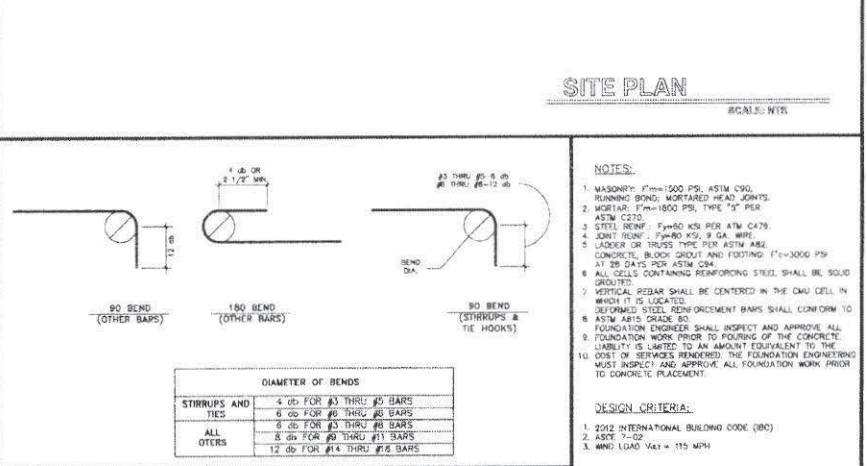 SITE PLAN
SCALE: NTS
4 db OR
2 1/2" MIN.
#3 THRU #5-6 db
#6 THRU #8-12 db
12 db
BEND
DIA.
90 BEND
(OTHER BARS)
180 BEND
(OTHER BARS)
90 BEND
(STIRRUPS &
TIE HOOKS)
DIAMETER OF BENDS
STIRRUPS AND TIES
4 db FOR #3 THRU #5 BARS
6 db FOR #6 THRU #8 BARS
ALL OTERS
6 db FOR #3 THRU #8 BARS
8 db FOR #9 THRU #11 BARS
12 db FOR #14 THRU #18 BARS
NOTES:
1. MASONRY: F'm=1500 PSI, ASTM C90,
RUNNING BOND; MORTARED HEAD JOINTS.
2. MORTAR: F'm=1800 PSI, TYPE "S" PER
ASTM C270.
3 STEEL REINF.: Fy=60 KSI PER ATM C476.
4. JOINT REINF.: Fy=80 KSI, 9 GA. WIRE.
5 LADDER OR TRUSS TYPE PER ASTM A82.
CONCRETE, BLOCK GROUT AND FOOTING: F'c=3000 PSI
AT 28 DAYS PER ASTM C94.
6 ALL CELLS CONTAINING REINFORCING STEEL SHALL BE SOLID
GROUTED.
7 VERTICAL REBAR SHALL BE CENTERED IN THE CMU CELL IN
WHICH IT IS LOCATED.
DEFORMED STEEL REINFORCEMENT BARS SHALL CONFORM TO
8 ASTM A615 GRADE 60.
FOUNDATION ENGINEER SHALL INSPECT AND APPROVE ALL
9. FOUNDATION WORK PRIOR TO POURING OF THE CONCRETE.
LIABILITY IS LIMITED TO AN AMOUNT EQUIVALENT TO THE
10. COST OF SERVICES RENDERED. THE FOUNDATION ENGINEERING
MUST INSPECT AND APPROVE ALL FOUNDATION WORK PRIOR
TO CONCRETE PLACEMENT.
DESIGN CRITERIA:
1. 2012 INTERNATIONAL BUILDING CODE (IBC)
2. ASCE 7-02
3. WIND LOAD Vult = 115 MPH